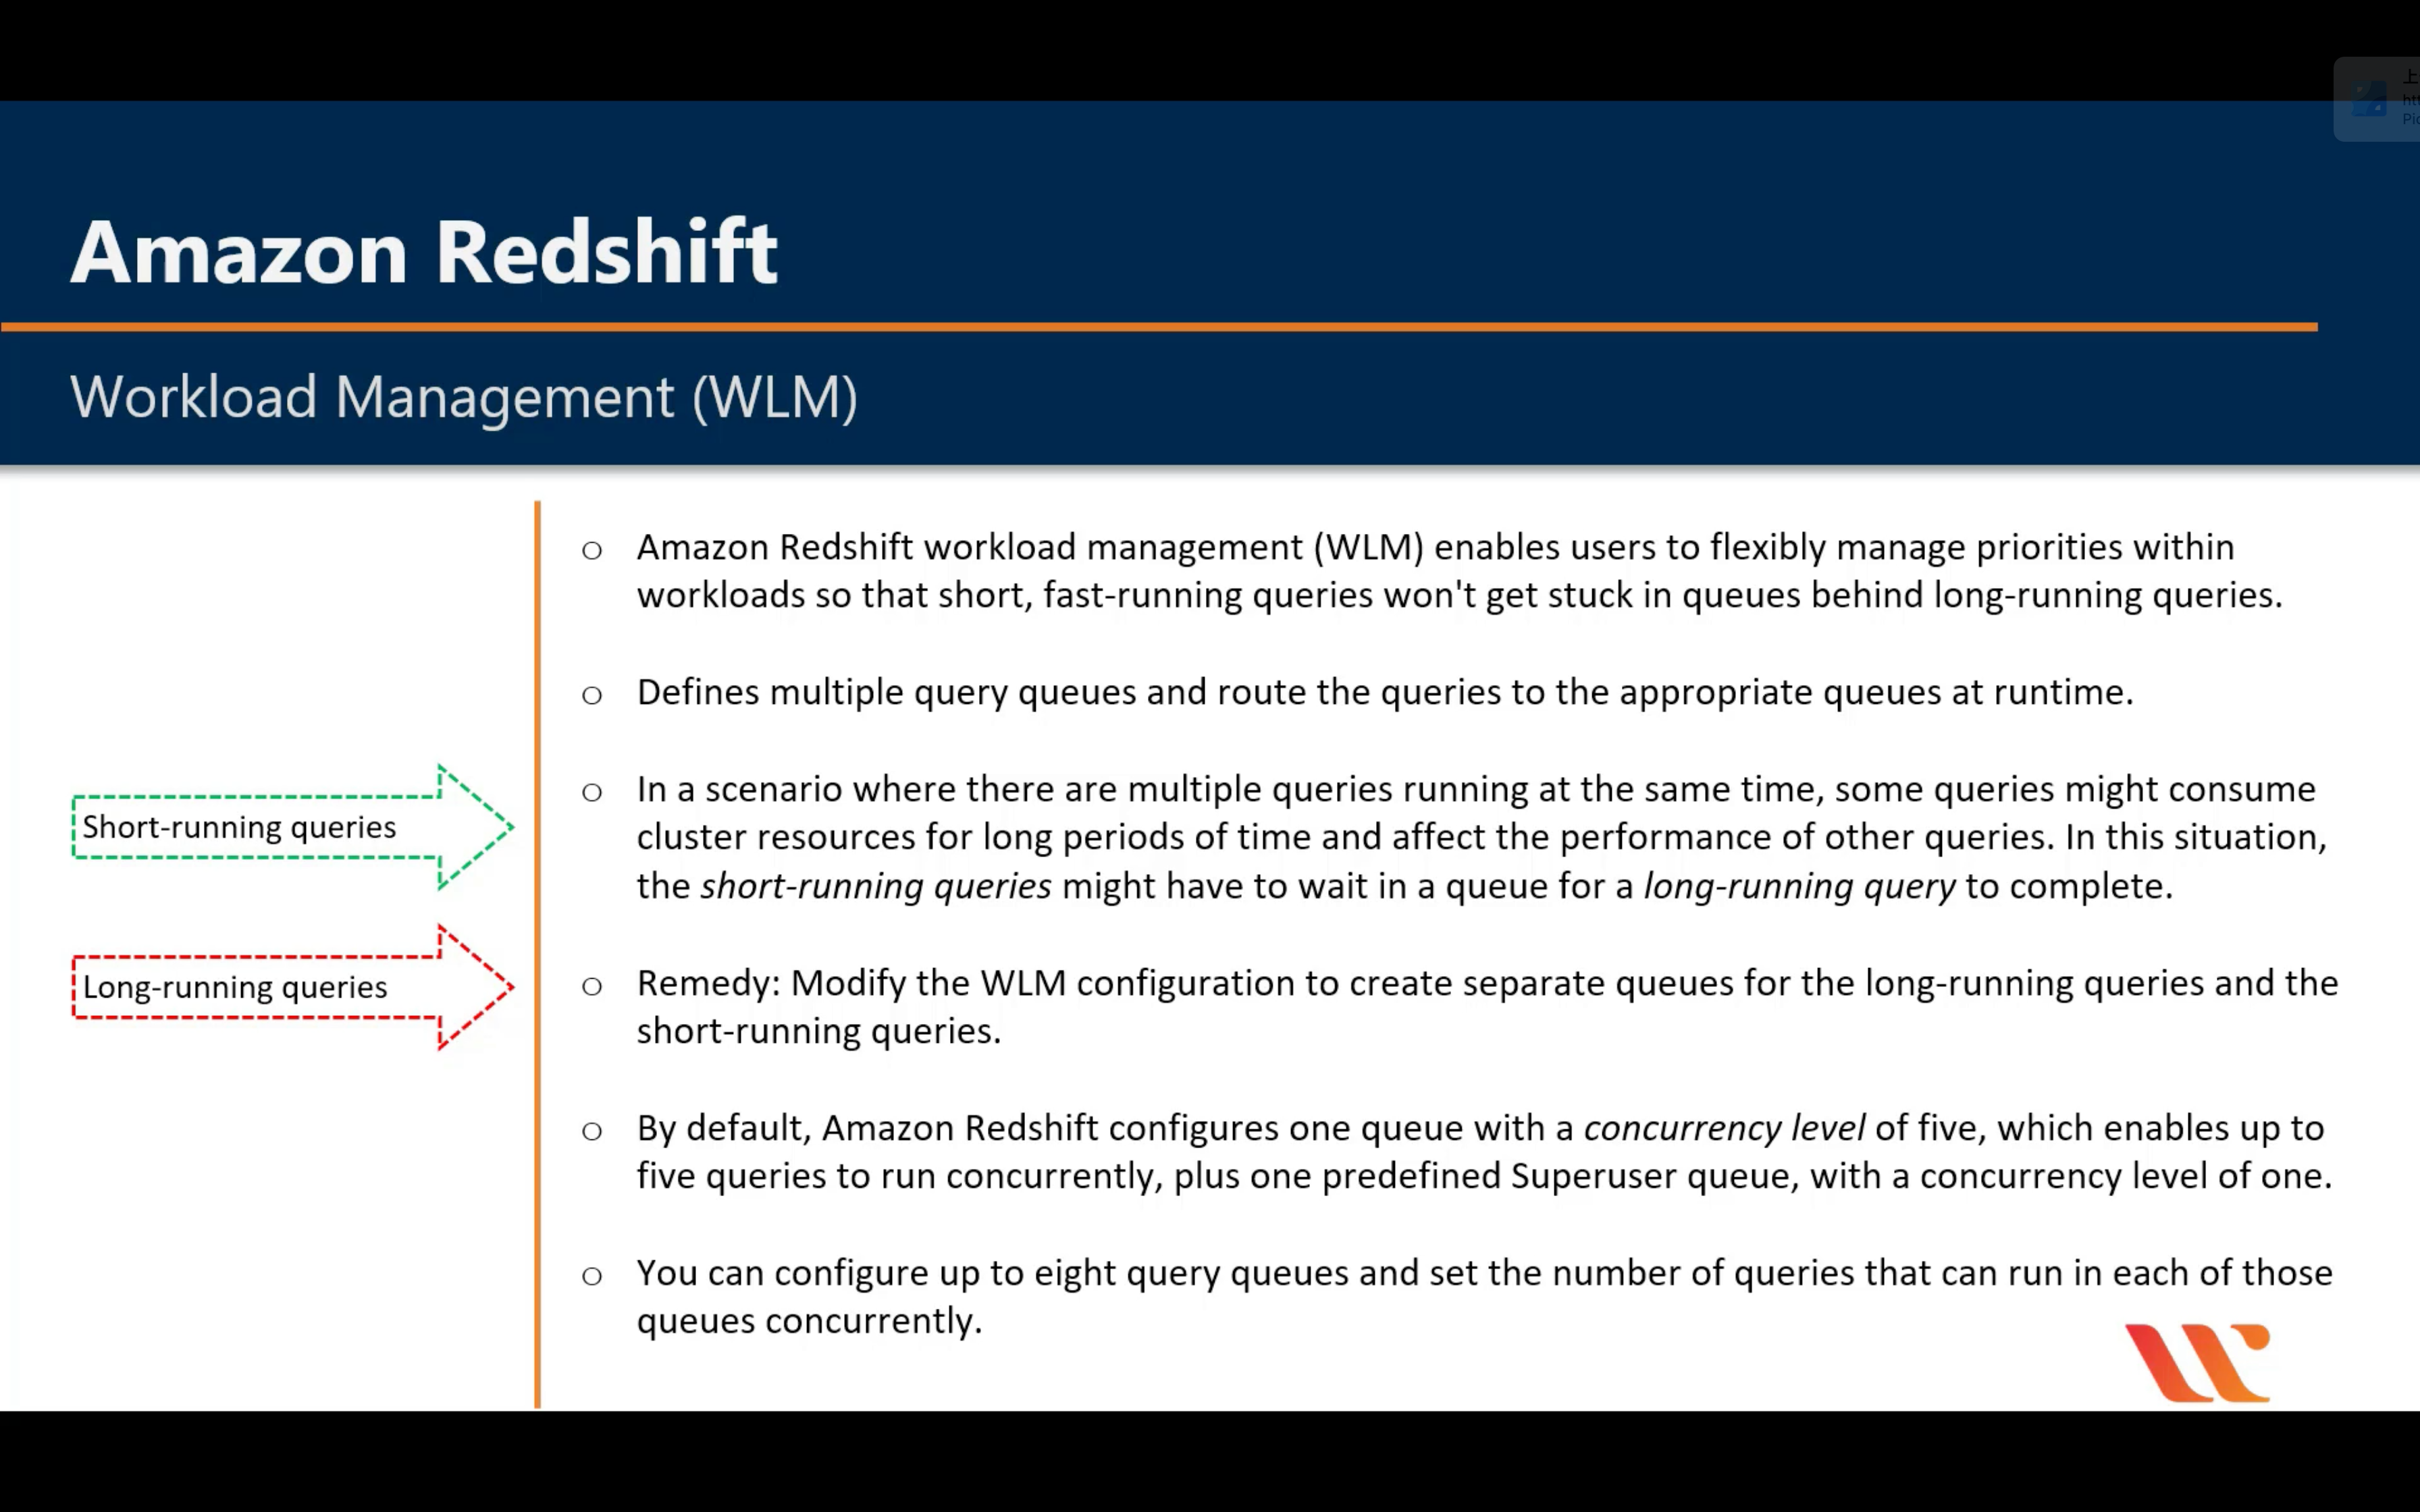 上
htt
Pic
Amazon Redshift
Workload Management (WLM)
o Amazon Redshift workload management (WLM) enables users to flexibly manage priorities within
workloads so that short, fast-running queries won't get stuck in queues behind long-running queries.
o Defines multiple query queues and route the queries to the appropriate queues at runtime.
Short-running queries
o In a scenario where there are multiple queries running at the same time, some queries might consume
cluster resources for long periods of time and affect the performance of other queries. In this situation,
the short-running queries might have to wait in a queue for a long-running query to complete.
Long-running queries
o Remedy: Modify the WLM configuration to create separate queues for the long-running queries and the
short-running queries.
o By default, Amazon Redshift configures one queue with a concurrency level of five, which enables up to
five queries to run concurrently, plus one predefined Superuser queue, with a concurrency level of one.
o You can configure up to eight query queues and set the number of queries that can run in each of those
queues concurrently.